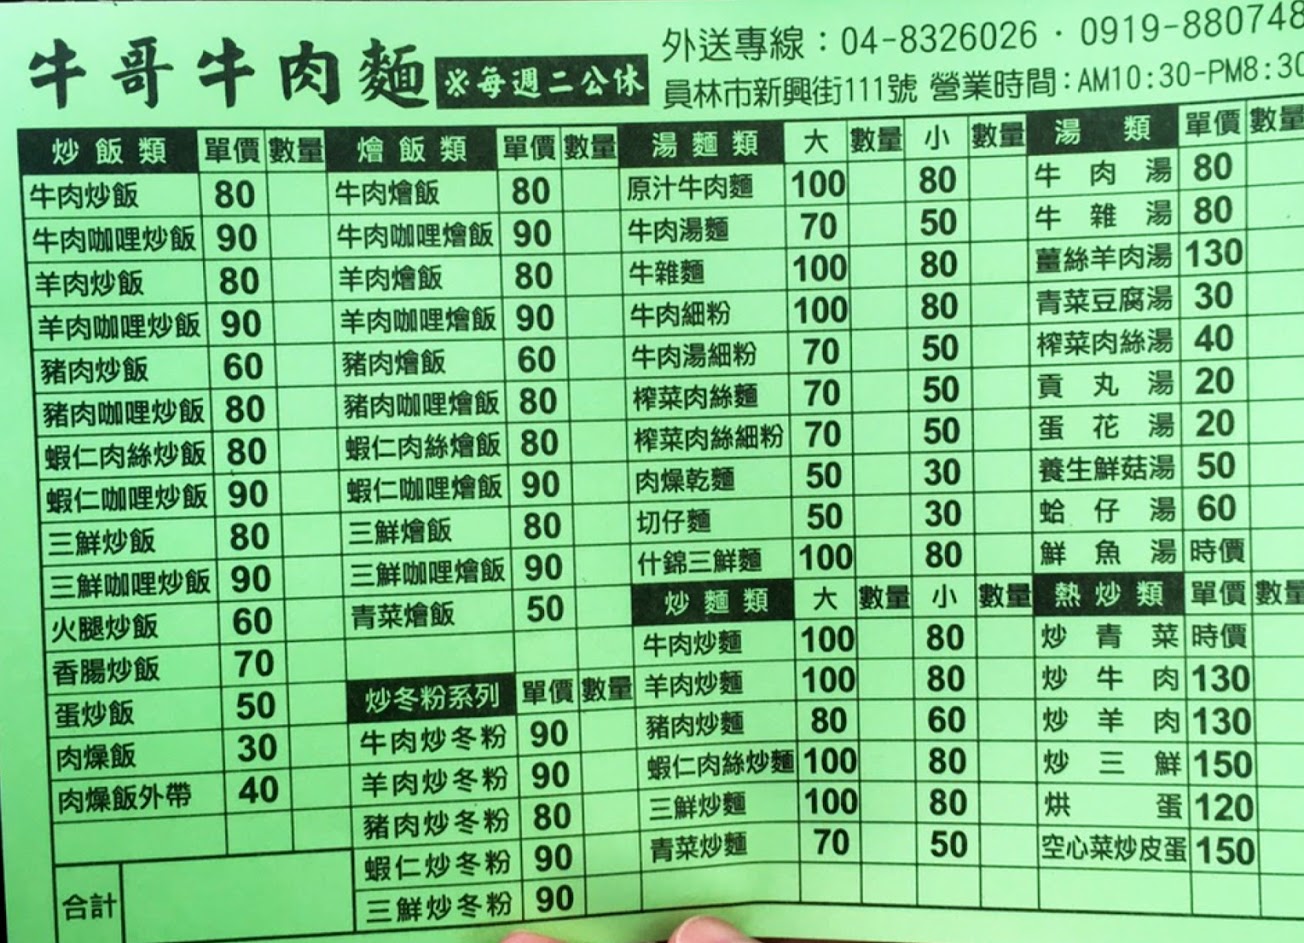 牛哥牛肉麵 ※每週二公休 外送專線：04-8326026．0919-880748
員林市新興街111號 營業時間：AM10:30-PM8:30
炒飯類 單價 數量
牛肉炒飯 80
牛肉咖哩炒飯 90
羊肉炒飯 80
羊肉咖哩炒飯 90
豬肉炒飯 60
豬肉咖哩炒飯 80
蝦仁肉絲炒飯 80
蝦仁咖哩炒飯 90
三鮮炒飯 80
三鮮咖哩炒飯 90
火腿炒飯 60
香腸炒飯 70
蛋炒飯 50
肉燥飯 30
肉燥飯外帶 40
合計
燴飯類 單價 數量
牛肉燴飯 80
牛肉咖哩燴飯 90
羊肉燴飯 80
羊肉咖哩燴飯 90
豬肉燴飯 60
豬肉咖哩燴飯 80
蝦仁肉絲燴飯 80
蝦仁咖哩燴飯 90
三鮮燴飯 80
三鮮咖哩燴飯 90
青菜燴飯 50
炒冬粉系列 單價 數量
牛肉炒冬粉 90
羊肉炒冬粉 90
豬肉炒冬粉 80
蝦仁炒冬粉 90
三鮮炒冬粉 90
湯麵類 大 數量 小 數量
原汁牛肉麵 100 80
牛肉湯麵 70 50
牛雜麵 100 80
牛肉細粉 100 80
牛肉湯細粉 70 50
榨菜肉絲麵 70 50
榨菜肉絲細粉 70 50
肉燥乾麵 50 30
切仔麵 50 30
什錦三鮮麵 100 80
炒麵類 大 數量 小 數量
牛肉炒麵 100 80
羊肉炒麵 100 80
豬肉炒麵 80 60
蝦仁肉絲炒麵 100 80
三鮮炒麵 100 80
青菜炒麵 70 50
湯類 單價 數量
牛肉湯 80
牛雜湯 80
薑絲羊肉湯 130
青菜豆腐湯 30
榨菜肉絲湯 40
貢丸湯 20
蛋花湯 20
養生鮮菇湯 50
蛤仔湯 60
鮮魚湯 時價
熱炒類 單價 數量
炒青菜 時價
炒牛肉 130
炒羊肉 130
炒三鮮 150
烘蛋 120
空心菜炒皮蛋 150